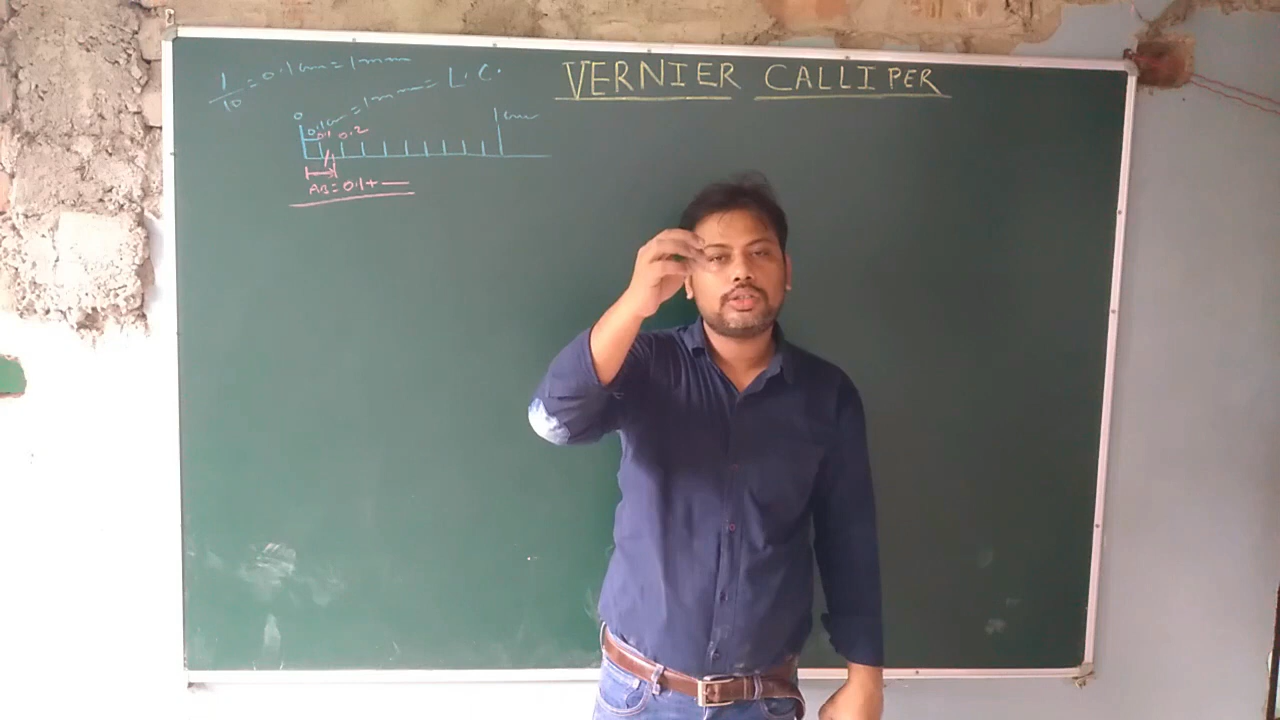 VERNIER CALLIPER
1/10 = 0.1cm = 1mm
0.1cm = 1mm = L.C.
0
1cm
0.1 0.2
AB = 0.1 + __